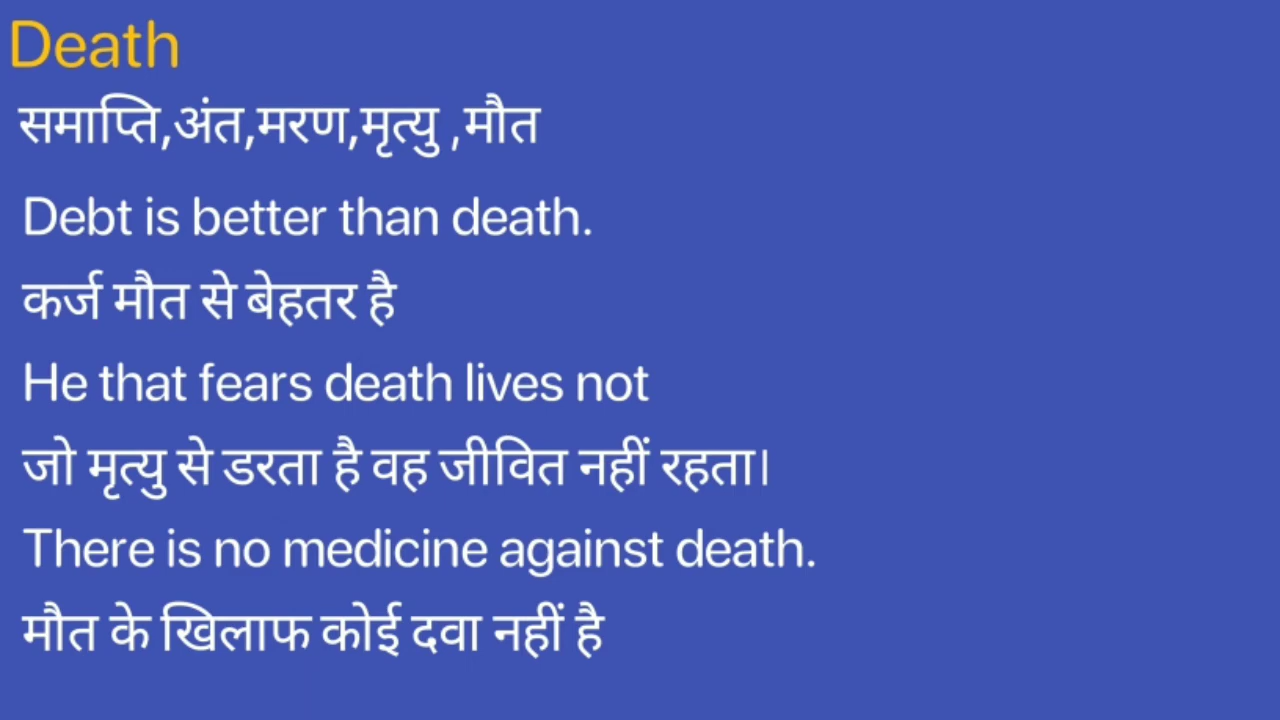 Death
समाप्ति,अंत,मरण,मृत्यु ,मौत
Debt is better than death.
कर्ज मौत से बेहतर है
He that fears death lives not
जो मृत्यु से डरता है वह जीवित नहीं रहता।
There is no medicine against death.
मौत के खिलाफ कोई दवा नहीं है